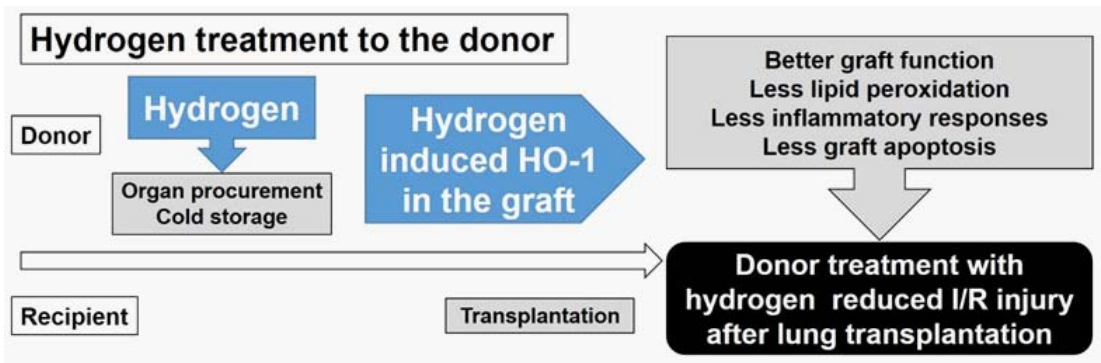 Hydrogen treatment to the donor
Donor
Hydrogen
Organ procurement
Cold storage
Hydrogen
induced HO-1
in the graft
Better graft function
Less lipid peroxidation
Less inflammatory responses
Less graft apoptosis
Recipient
Transplantation
Donor treatment with
hydrogen reduced I/R injury
after lung transplantation